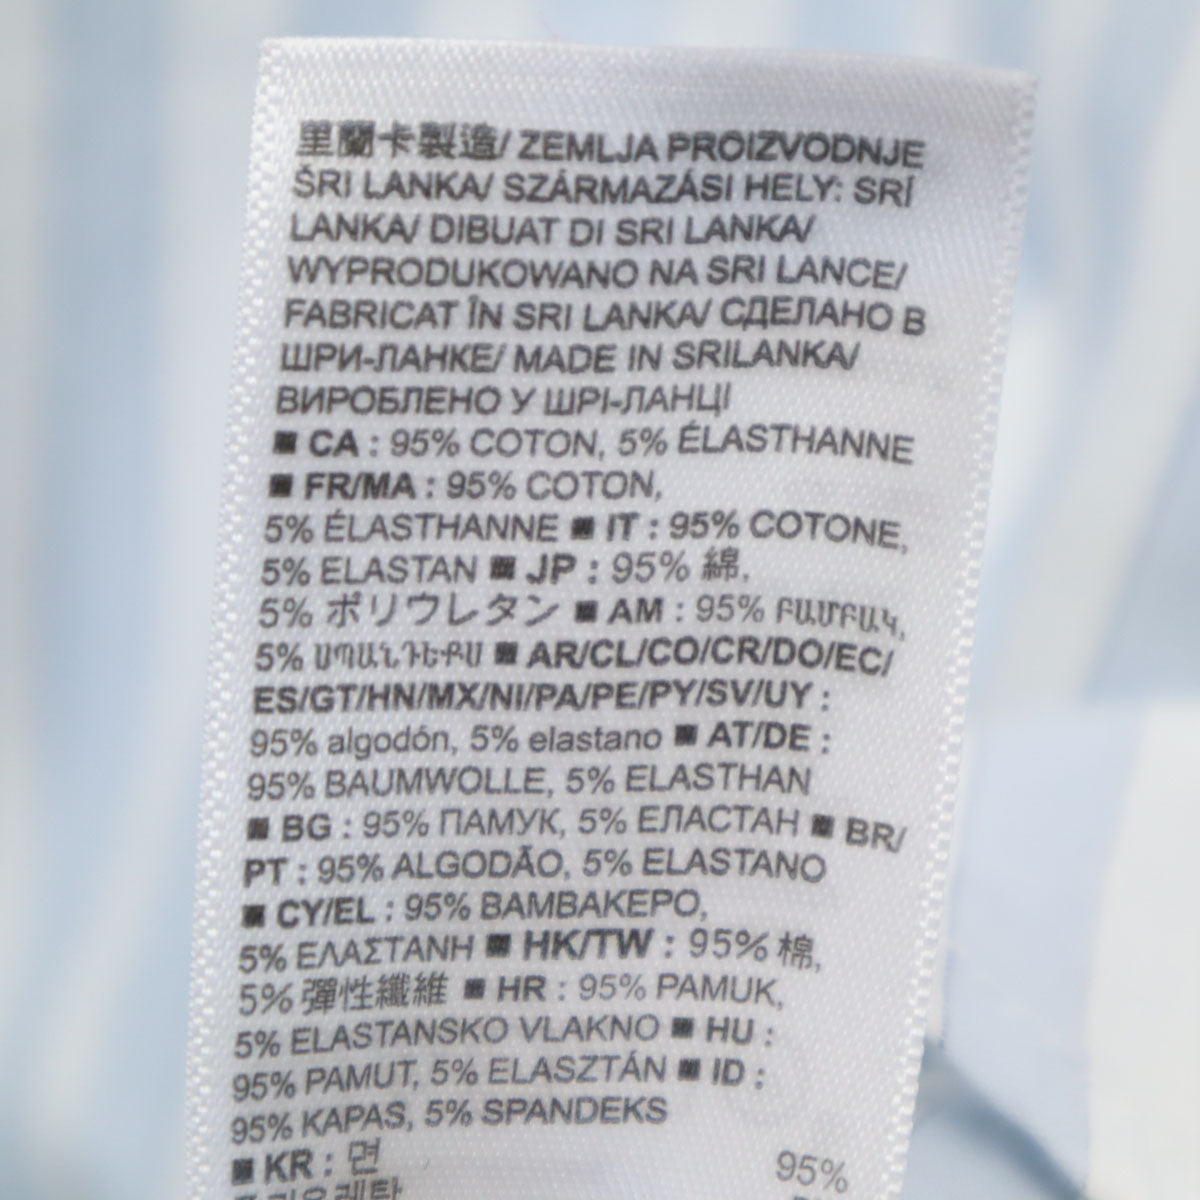 里蘭卡製造/ ZEMLJA PROIZVODNJE
ŠRI LANKA/ SZÁRMAZÁSI HELY: SRÍ
LANKA/ DIBUAT DI SRI LANKA/
WYPRODUKOWANO NA SRI LANCE/
FABRICAT ÎN SRI LANKA/ СДЕЛАНО В
ШРИ-ЛАНКЕ/ MADE IN SRILANKA/
ВИРОБЛЕНО У ШРІ-ЛАНЦІ
■ CA : 95% COTON, 5% ÉLASTHANNE
■ FR/MA : 95% COTON,
5% ÉLASTHANNE ■ IT : 95% COTONE,
5% ELASTAN ■ JP : 95% 綿,
5% ポリウレタン ■ AM : 95% ԲԱՄԲԱԿ,
5% ՍՊԱՆԴԵՔՍ ■ AR/CL/CO/CR/DO/EC/
ES/GT/HN/MX/NI/PA/PE/PY/SV/UY :
95% algodón, 5% elastano ■ AT/DE :
95% BAUMWOLLE, 5% ELASTHAN
■ BG : 95% ПАМУК, 5% ЕЛАСТАН ■ BR/
PT : 95% ALGODÃO, 5% ELASTANO
■ CY/EL : 95% ΒΑΜΒΑΚΕΡΟ,
5% ΕΛΑΣΤΑΝΗ ■ HK/TW : 95% 棉,
5% 彈性纖維 ■ HR : 95% PAMUK,
5% ELASTANSKO VLAKNO ■ HU :
95% PAMUT, 5% ELASZTÁN ■ ID :
95% KAPAS, 5% SPANDEKS
■ KR : 면 95%
폴리우레탄